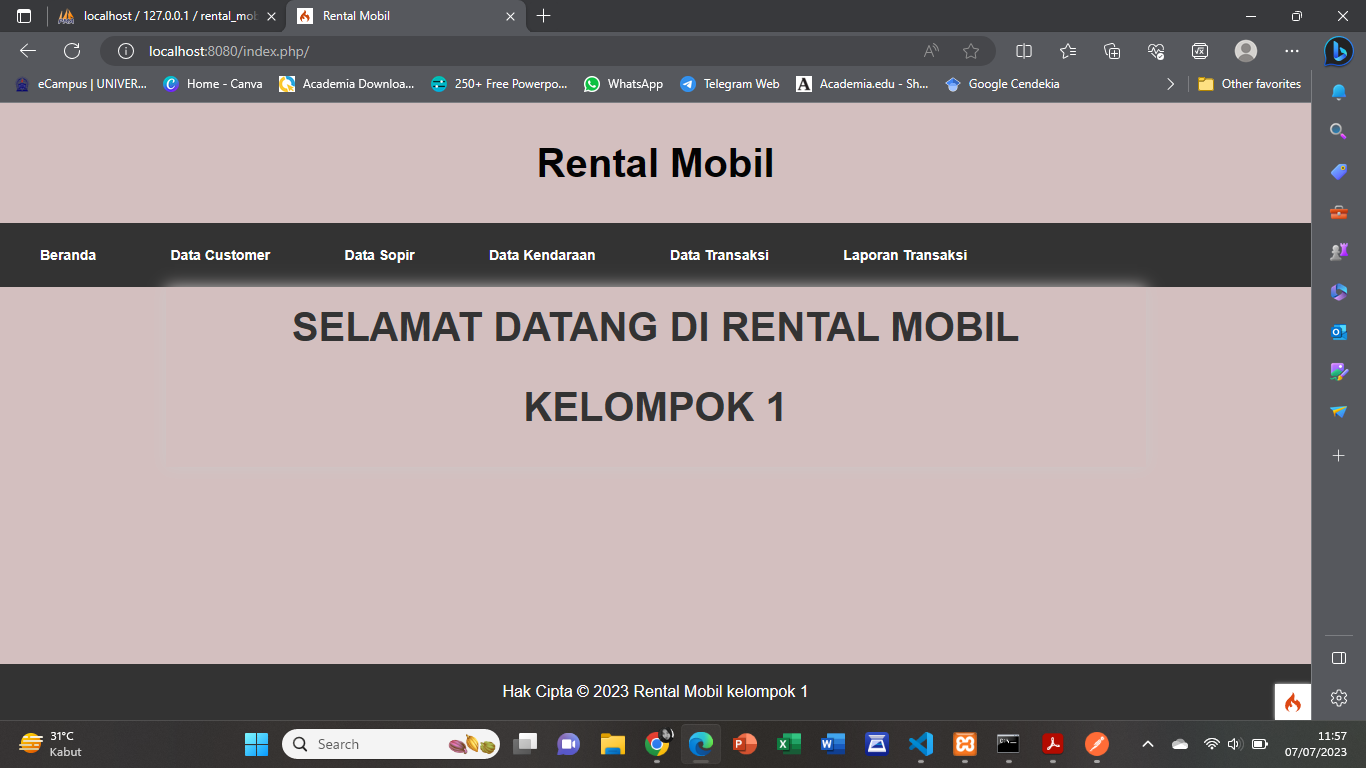 localhost / 127.0.0.1 / rental_mob
Rental Mobil
localhost:8080/index.php/
eCampus | UNIVER...
Home - Canva
Academia Downloa...
250+ Free Powerpo...
WhatsApp
Telegram Web
Academia.edu - Sh...
Google Cendekia
Other favorites
Rental Mobil
Beranda
Data Customer
Data Sopir
Data Kendaraan
Data Transaksi
Laporan Transaksi
SELAMAT DATANG DI RENTAL MOBIL
KELOMPOK 1
Hak Cipta © 2023 Rental Mobil kelompok 1
31°C
Kabut
Search
11:57
07/07/2023